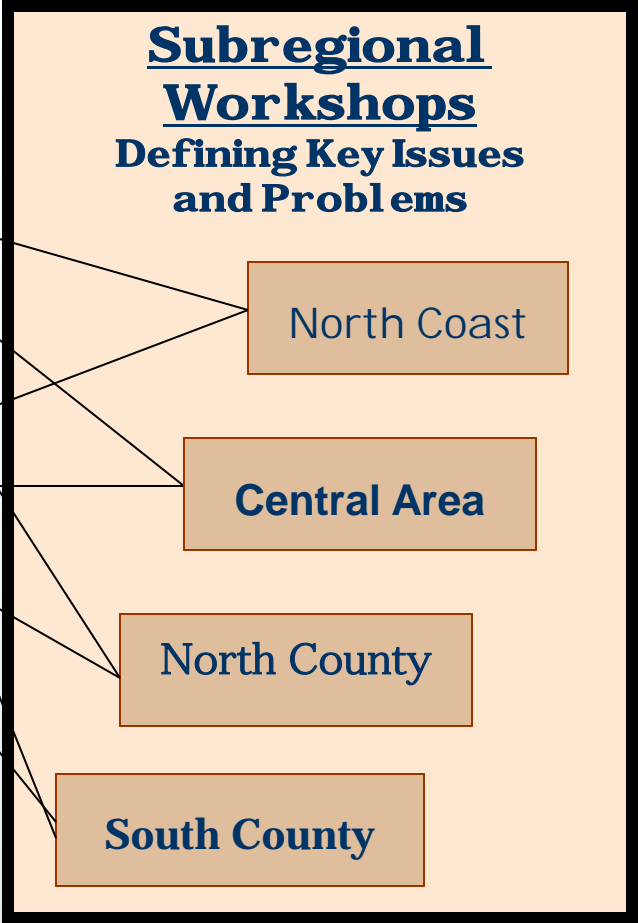 Subregional
Workshops
Defining Key Issues
and Problems
North Coast
Central Area
North County
South County